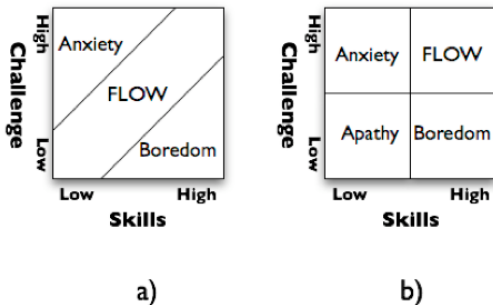 High
Challenge
Low
Anxiety
FLOW
Boredom
Low High
Skills
a)
High
Challenge
Low
Anxiety FLOW
Apathy Boredom
Low High
Skills
b)